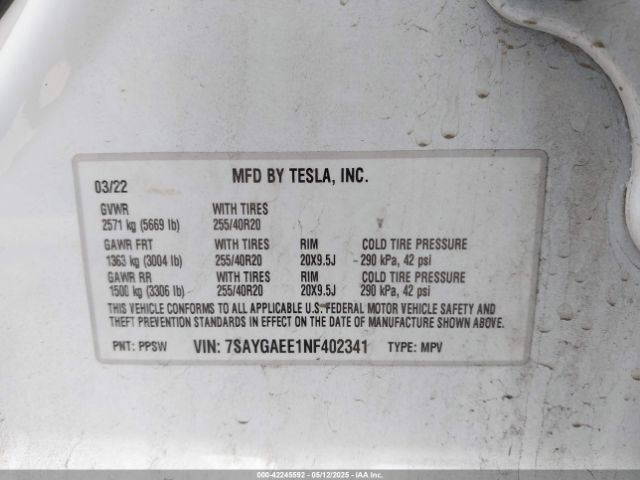 MFD BY TESLA, INC.
03/22
GVWR WITH TIRES
2571 kg (5669 lb) 255/40R20
GAWR FRT WITH TIRES RIM COLD TIRE PRESSURE
1363 kg (3004 lb) 255/40R20 20X9.5J 290 kPa, 42 psi
GAWR RR WITH TIRES RIM COLD TIRE PRESSURE
1500 kg (3306 lb) 255/40R20 20X9.5J 290 kPa, 42 psi
THIS VEHICLE CONFORMS TO ALL APPLICABLE U.S. FEDERAL MOTOR VEHICLE SAFETY AND
THEFT PREVENTION STANDARDS IN EFFECT ON THE DATE OF MANUFACTURE SHOWN ABOVE.
PNT: PPSW VIN: 7SAYGAEE1NF402341 TYPE: MPV
000-42245592 - 05/12/2025 - IAAI, Inc.